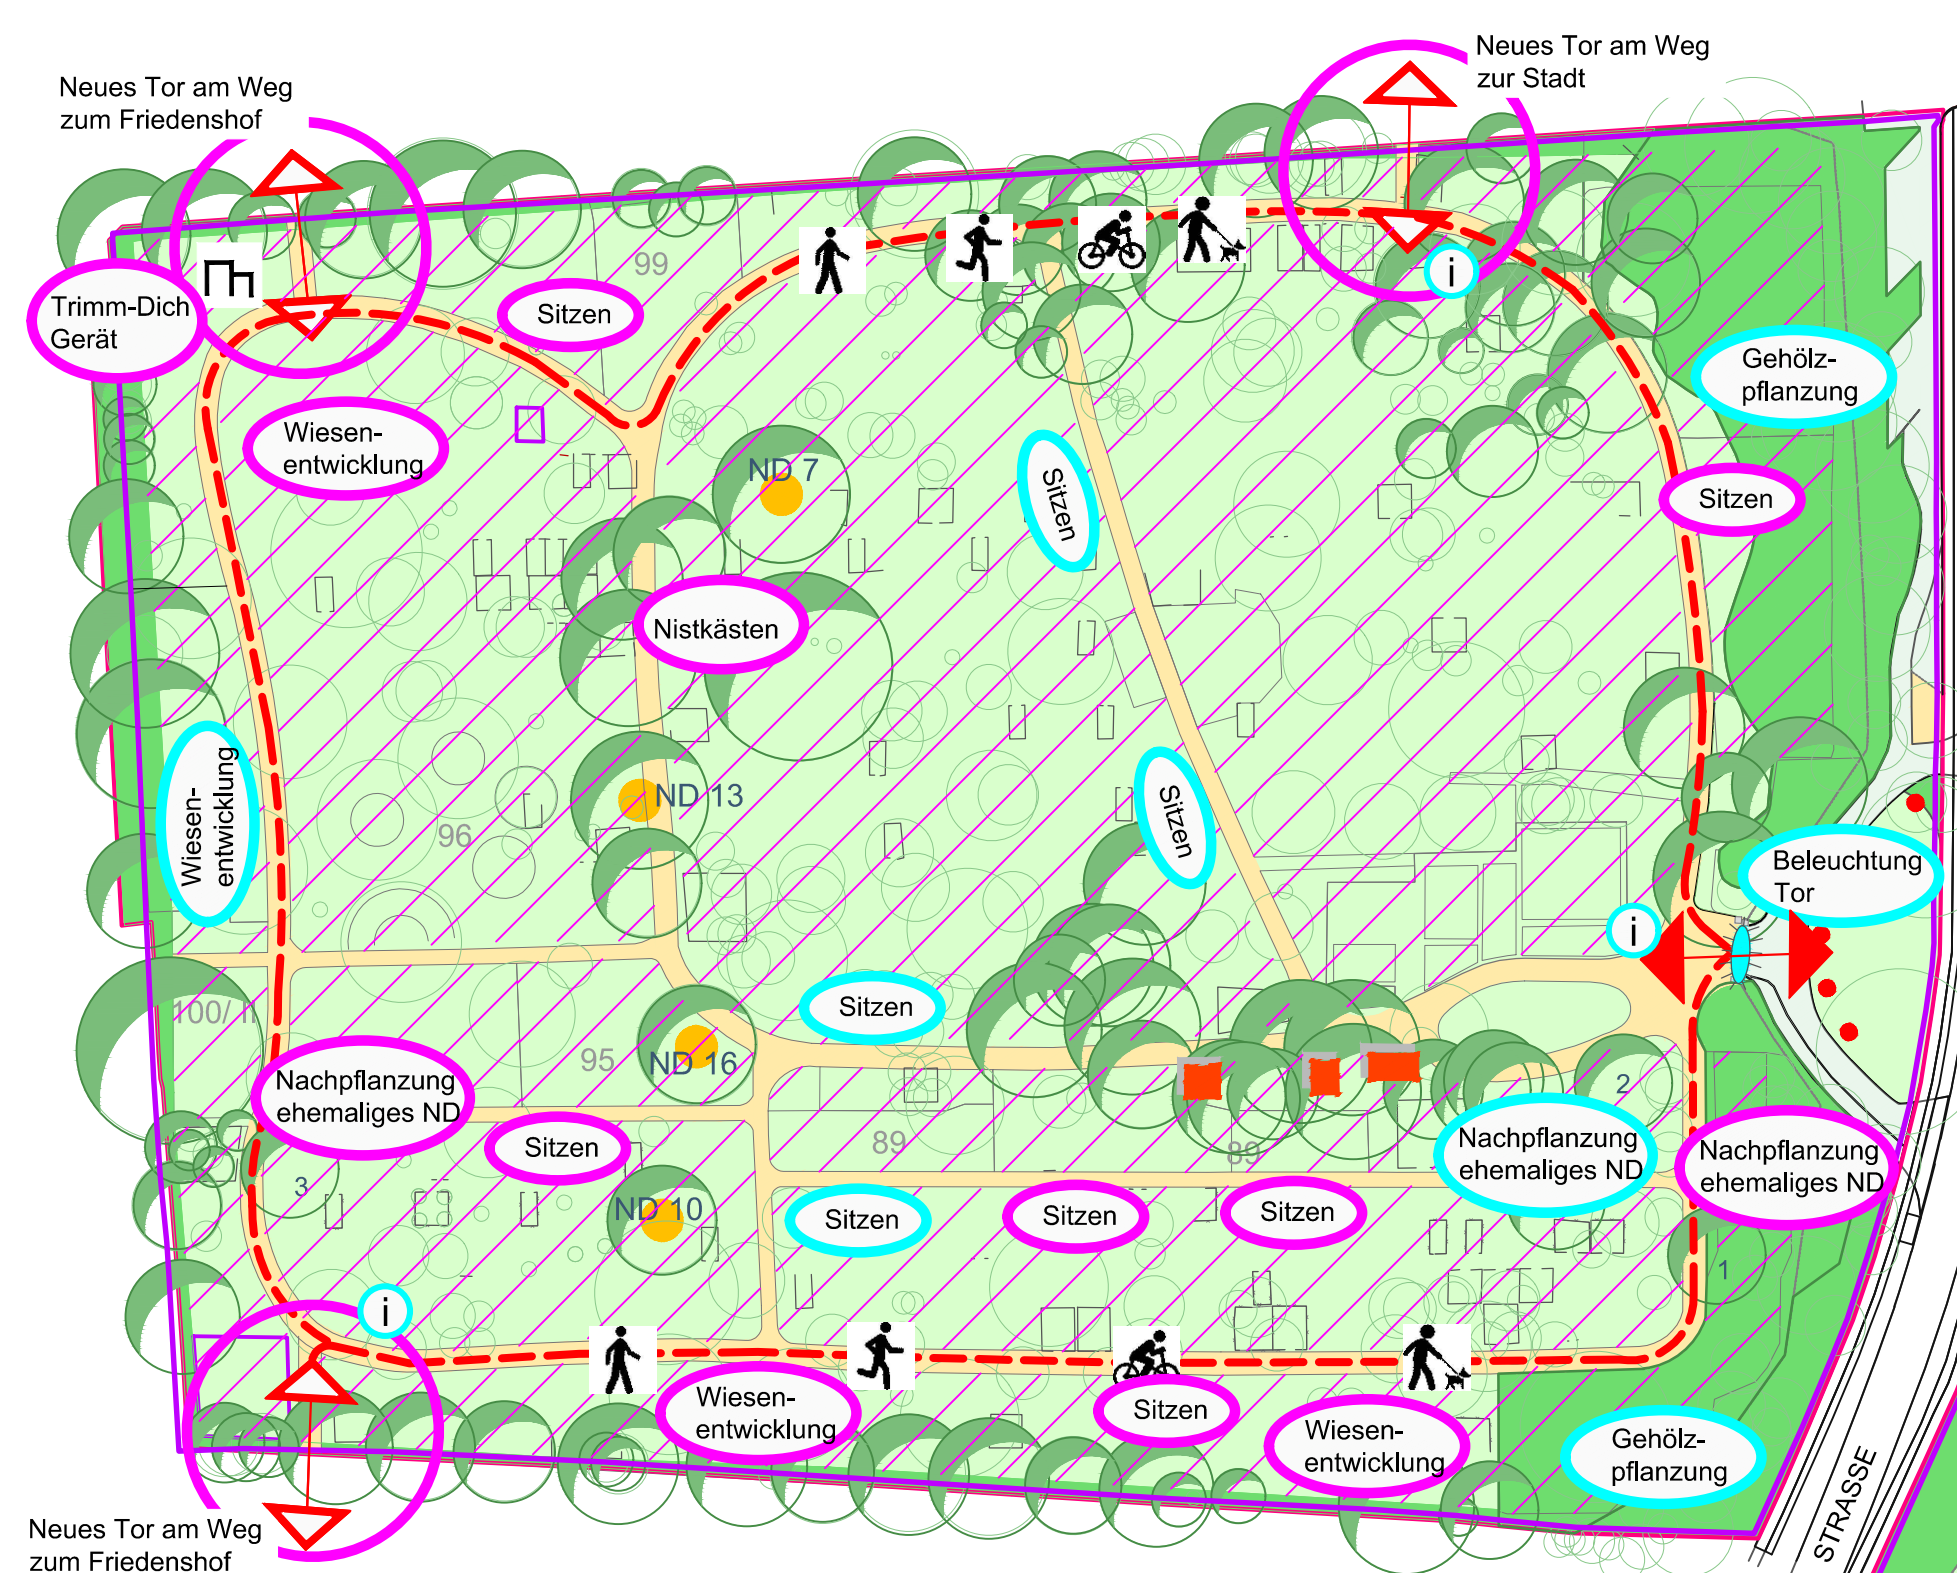 Neues Tor am Weg
zur Stadt
Neues Tor am Weg
zum Friedenshof
99
i
Trimm-Dich
Gerät
Sitzen
Gehölz-
pflanzung
Wiesen-
entwicklung
ND 7
Sitzen
Sitzen
Nistkästen
ND 13
96
Wiesen-
entwicklung
Sitzen
Beleuchtung
Tor
i
100/ II
Sitzen
95
ND 16
Nachpflanzung
ehemaliges ND
2
Sitzen
89
89
Nachpflanzung
ehemaliges ND
Nachpflanzung
ehemaliges ND
3
ND 10
Sitzen
Sitzen
Sitzen
1
i
Wiesen-
entwicklung
Sitzen
Wiesen-
entwicklung
Gehölz-
pflanzung
STRASSE
Neues Tor am Weg
zum Friedenshof